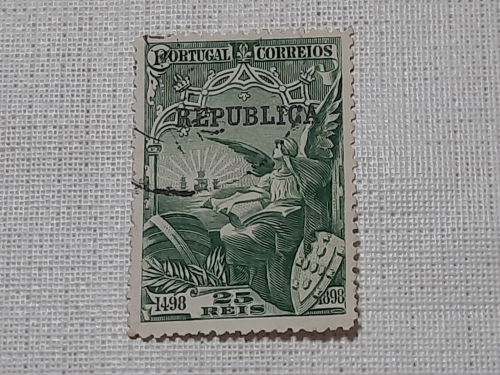 PORTUGAL CORREIOS
REPUBLICA
1498 25 1898
REIS